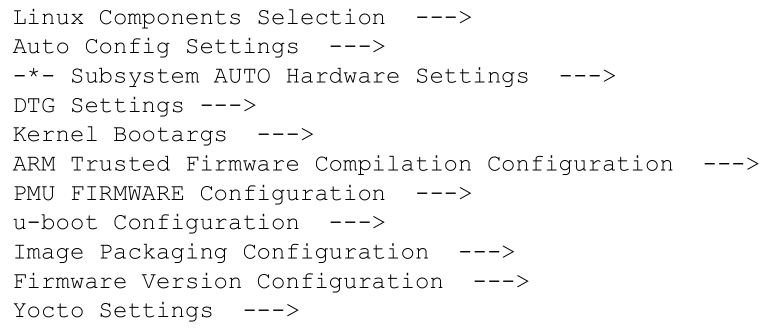 Linux Components Selection  --->
Auto Config Settings  --->
-*- Subsystem AUTO Hardware Settings  --->
DTG Settings --->
Kernel Bootargs  --->
ARM Trusted Firmware Compilation Configuration  --->
PMU FIRMWARE Configuration  --->
u-boot Configuration  --->
Image Packaging Configuration  --->
Firmware Version Configuration  --->
Yocto Settings  --->